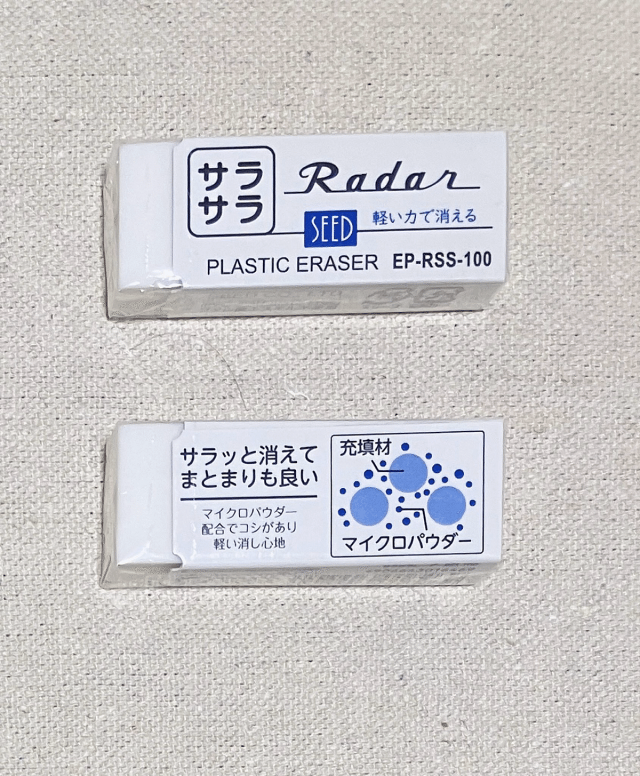 サラ
サラ
Radar
SEED
軽い力で消える
PLASTIC ERASER EP-RSS-100
サラッと消えて
まとまりも良い
マイクロパウダー
配合でコシがあり
軽い消し心地
充填材
マイクロパウダー